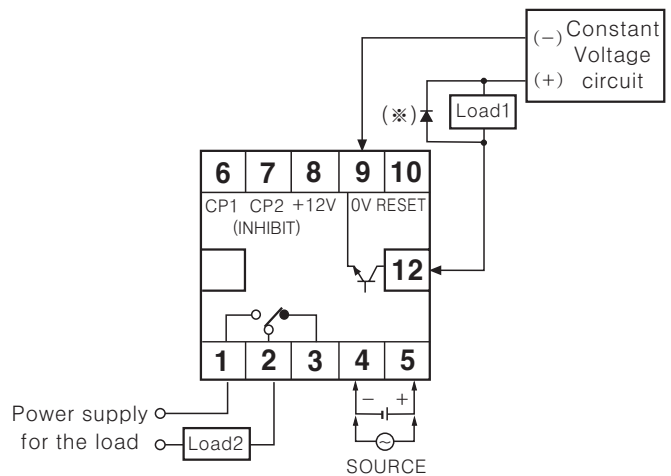 (−) Constant
Voltage
(+) circuit
(※)
Load1
6 7 8 9 10
CP1 CP2 +12V 0V RESET
(INHIBIT)
12
1 2 3 4 5
− +
Power supply
for the load
Load2
SOURCE